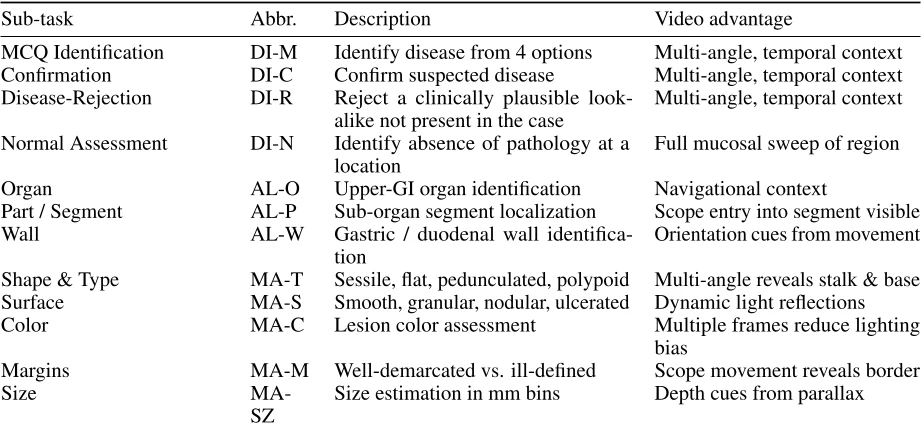 Sub-task Abbr. Description Video advantage
MCQ Identification DI-M Identify disease from 4 options Multi-angle, temporal context
Confirmation DI-C Confirm suspected disease Multi-angle, temporal context
Disease-Rejection DI-R Reject a clinically plausible look- Multi-angle, temporal context
alike not present in the case
Normal Assessment DI-N Identify absence of pathology at a Full mucosal sweep of region
location
Organ AL-O Upper-GI organ identification Navigational context
Part / Segment AL-P Sub-organ segment localization Scope entry into segment visible
Wall AL-W Gastric / duodenal wall identifica- Orientation cues from movement
tion
Shape & Type MA-T Sessile, flat, pedunculated, polypoid Multi-angle reveals stalk & base
Surface MA-S Smooth, granular, nodular, ulcerated Dynamic light reflections
Color MA-C Lesion color assessment Multiple frames reduce lighting
bias
Margins MA-M Well-demarcated vs. ill-defined Scope movement reveals border
Size MA- Size estimation in mm bins Depth cues from parallax
SZ